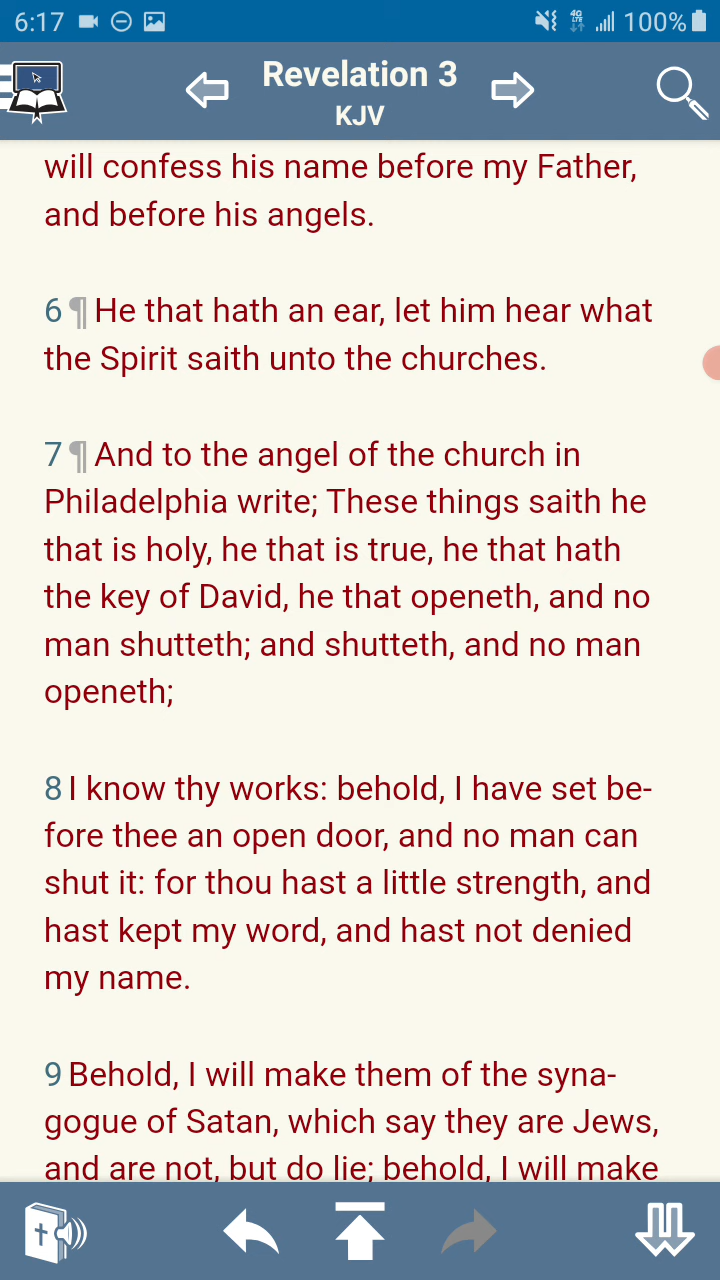 6:17
4G
LTE
100%
Revelation 3
KJV
will confess his name before my Father,
and before his angels.
6 ¶ He that hath an ear, let him hear what
the Spirit saith unto the churches.
7 ¶ And to the angel of the church in
Philadelphia write; These things saith he
that is holy, he that is true, he that hath
the key of David, he that openeth, and no
man shutteth; and shutteth, and no man
openeth;
8 I know thy works: behold, I have set be-
fore thee an open door, and no man can
shut it: for thou hast a little strength, and
hast kept my word, and hast not denied
my name.
9 Behold, I will make them of the syna-
gogue of Satan, which say they are Jews,
and are not, but do lie; behold, I will make